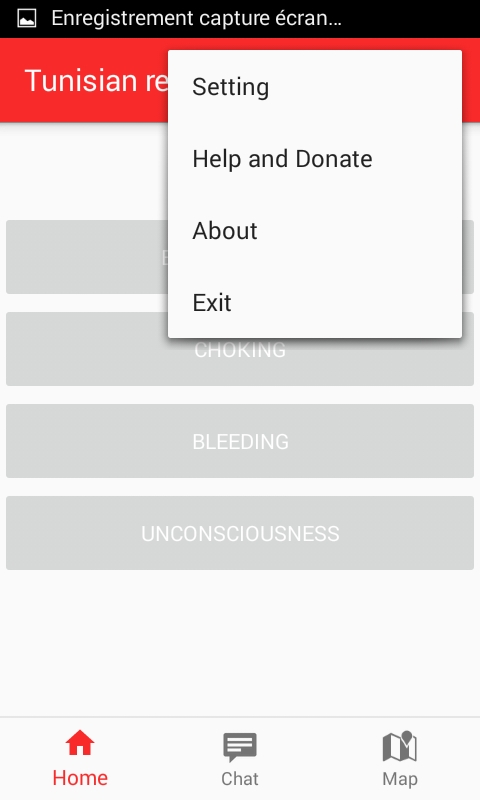 Enregistrement capture écran...
Tunisian re
Setting
Help and Donate
About
Exit
CHOKING
BLEEDING
UNCONSCIOUSNESS
Home
Chat
Map